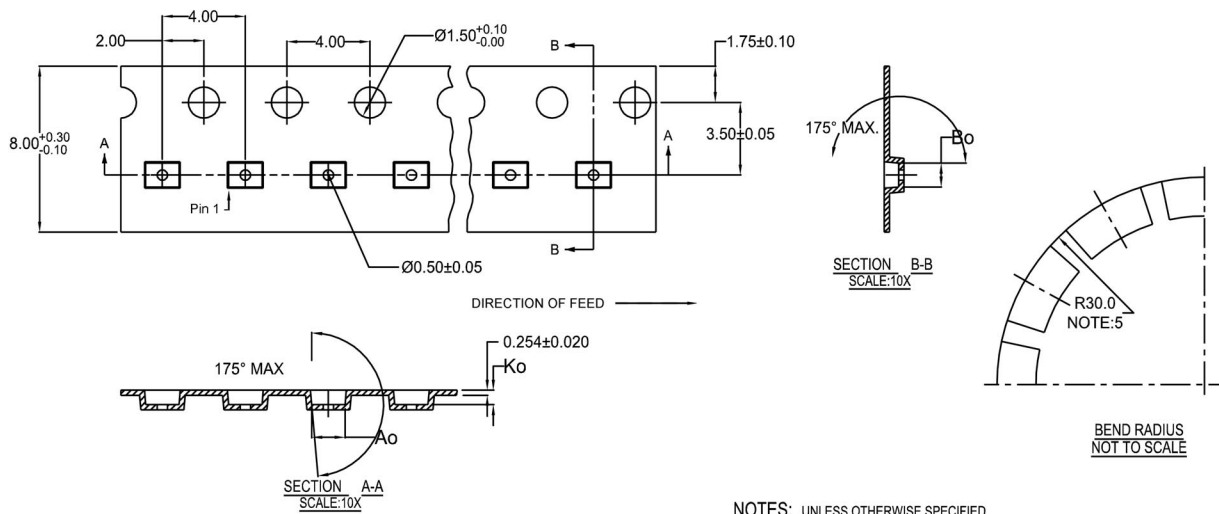 4.00
2.00
4.00
Ø1.50+0.10
-0.00
B
1.75±0.10
8.00+0.30
-0.10
A
A
3.50±0.05
Pin 1
B
Ø0.50±0.05
DIRECTION OF FEED
175° MAX.
Bo
SECTION B-B
SCALE:10X
R30.0
NOTE:5
BEND RADIUS
NOT TO SCALE
175° MAX
0.254±0.020
Ko
Ao
SECTION A-A
SCALE:10X
NOTES: UNLESS OTHERWISE SPECIFIED